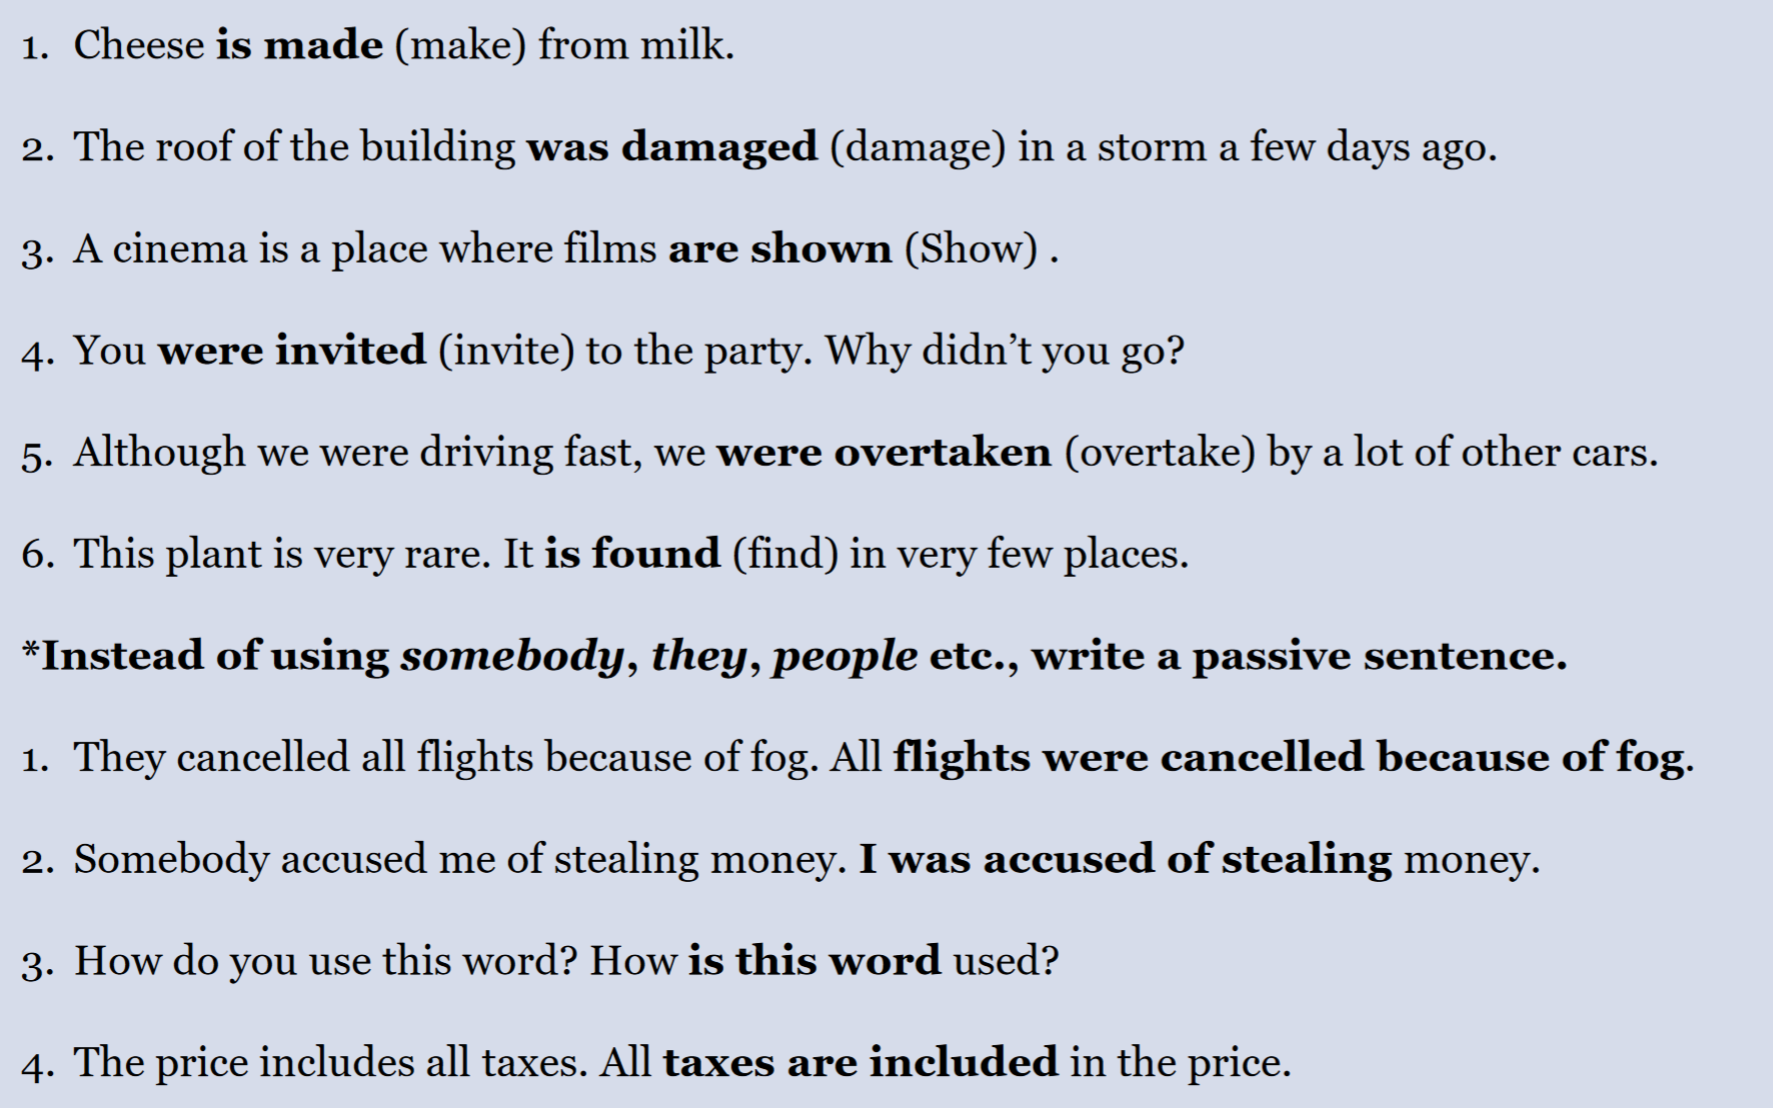 1. Cheese is made (make) from milk.
2. The roof of the building was damaged (damage) in a storm a few days ago.
3. A cinema is a place where films are shown (Show) .
4. You were invited (invite) to the party. Why didn’t you go?
5. Although we were driving fast, we were overtaken (overtake) by a lot of other cars.
6. This plant is very rare. It is found (find) in very few places.
*Instead of using somebody, they, people etc., write a passive sentence.
1. They cancelled all flights because of fog. All flights were cancelled because of fog.
2. Somebody accused me of stealing money. I was accused of stealing money.
3. How do you use this word? How is this word used?
4. The price includes all taxes. All taxes are included in the price.